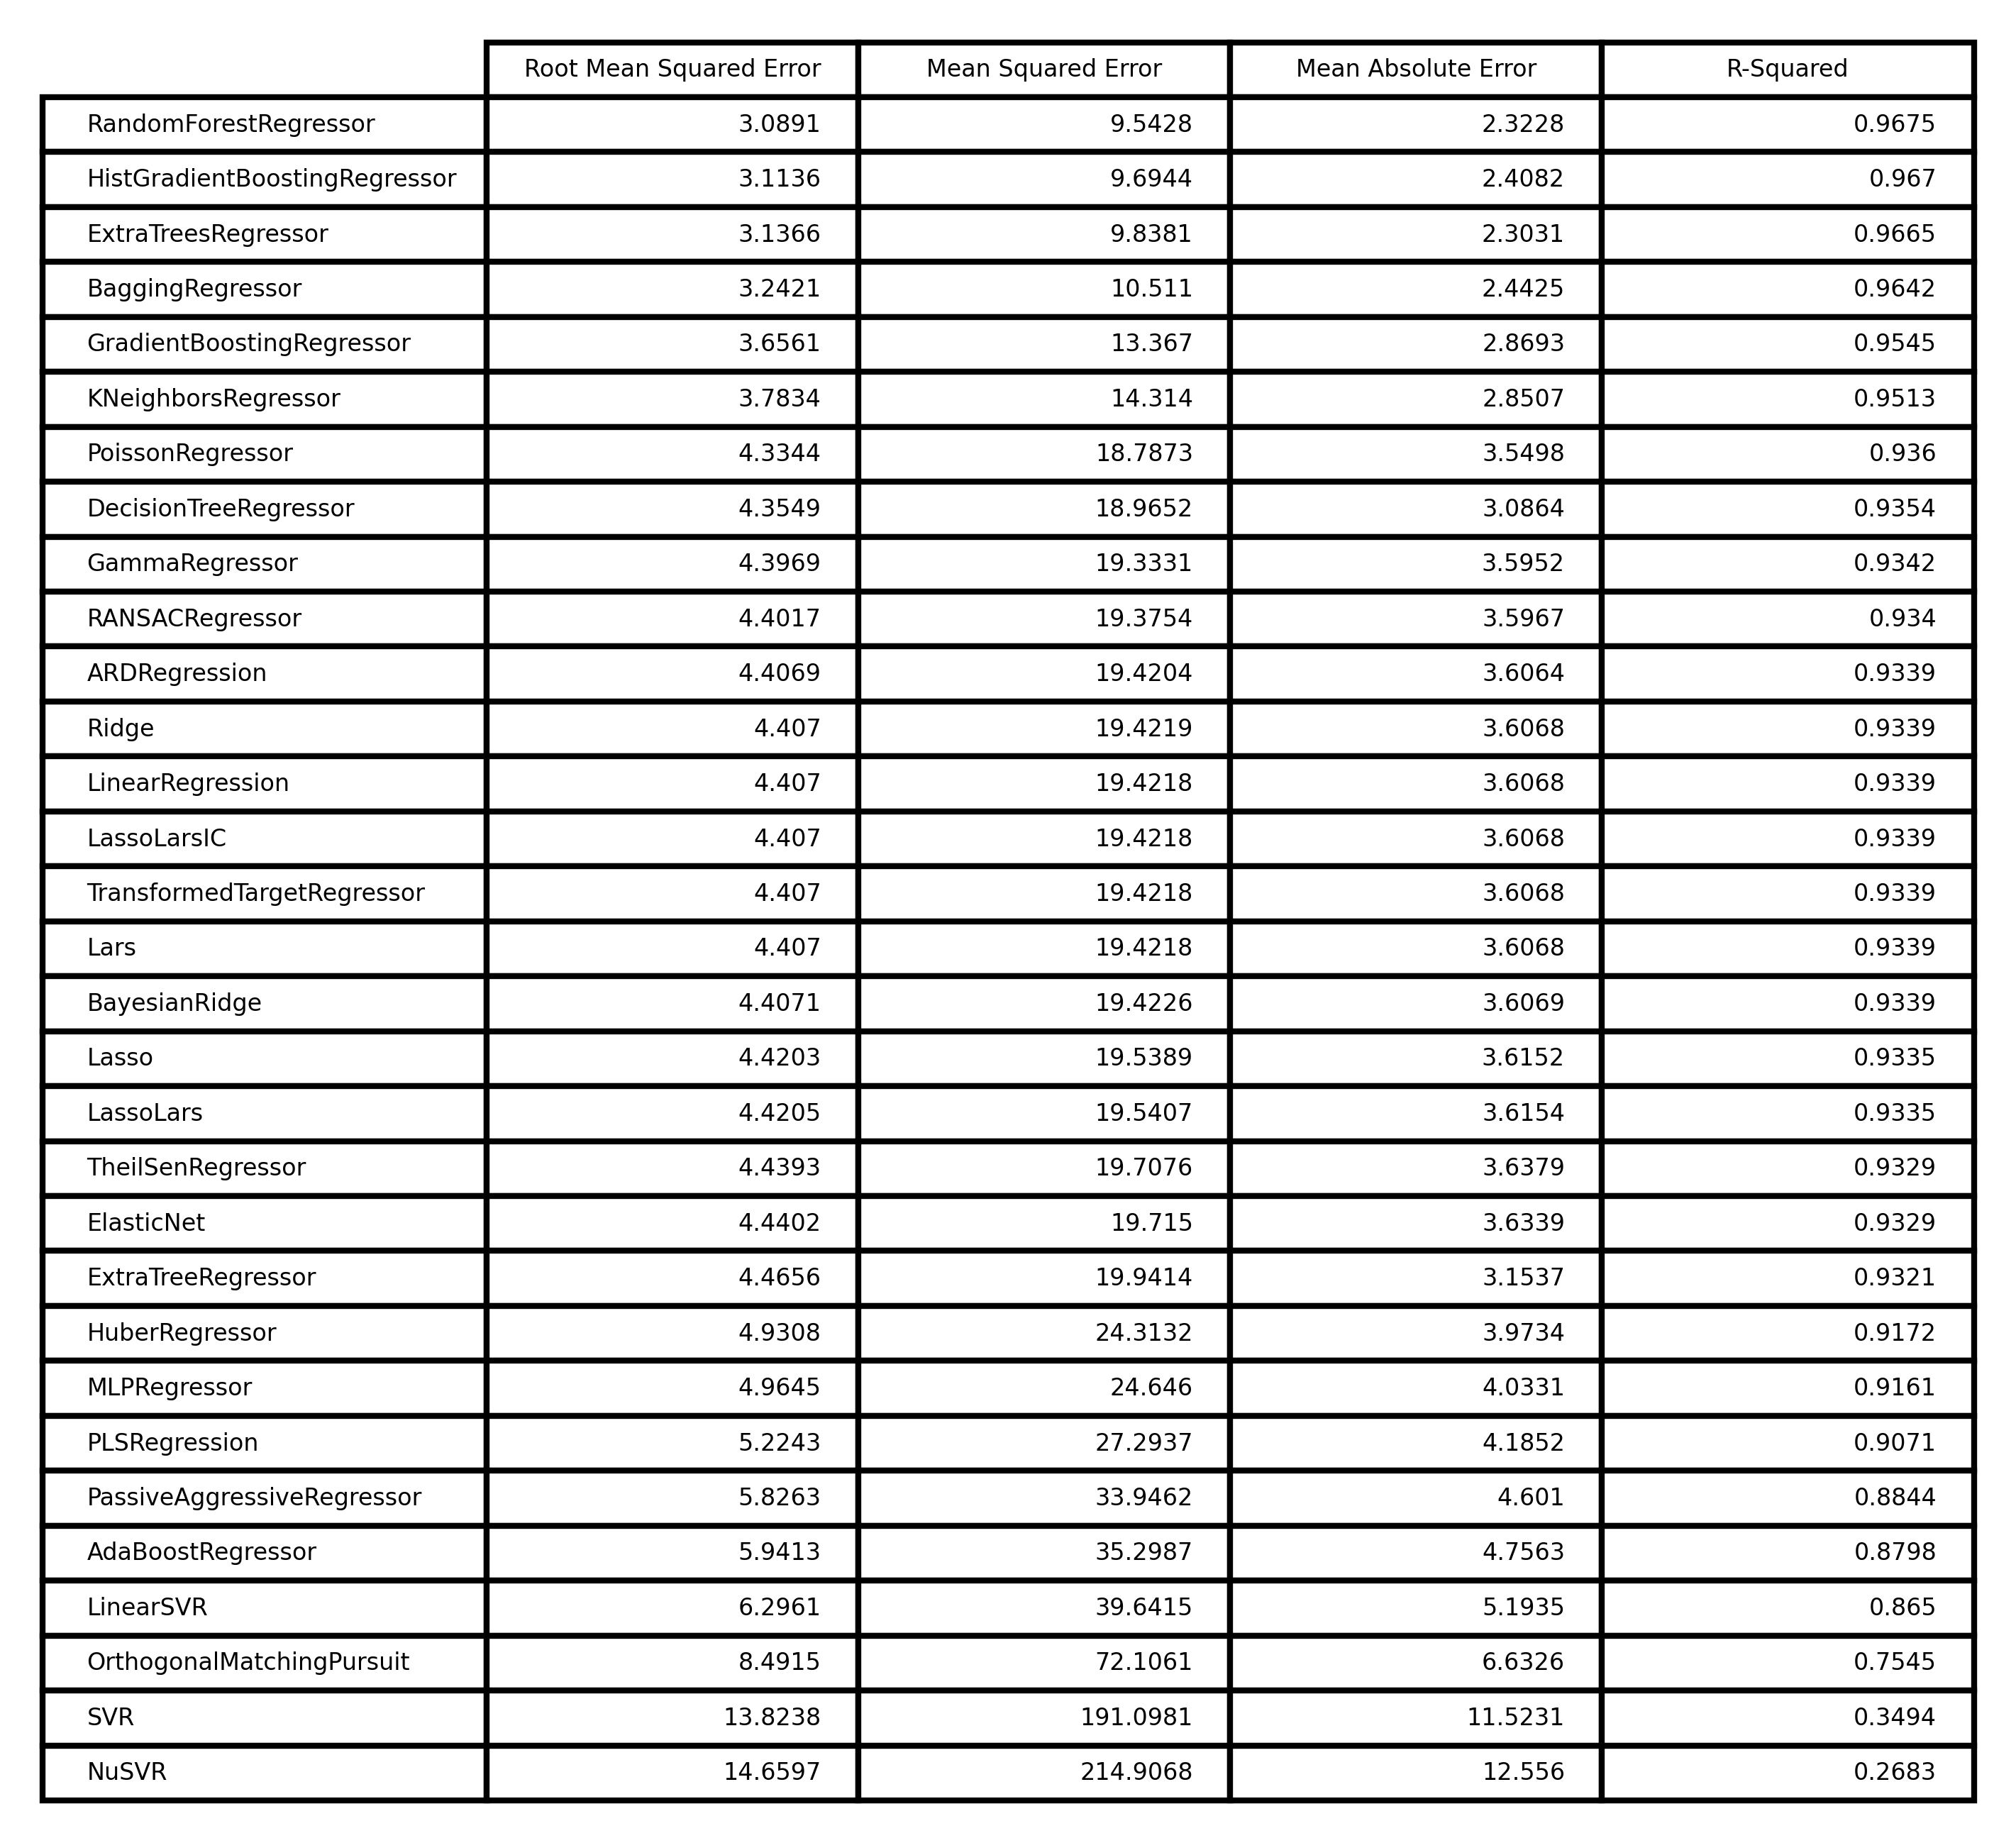 Root Mean Squared Error Mean Squared Error Mean Absolute Error R-Squared
RandomForestRegressor 3.0891 9.5428 2.3228 0.9675
HistGradientBoostingRegressor 3.1136 9.6944 2.4082 0.967
ExtraTreesRegressor 3.1366 9.8381 2.3031 0.9665
BaggingRegressor 3.2421 10.511 2.4425 0.9642
GradientBoostingRegressor 3.6561 13.367 2.8693 0.9545
KNeighborsRegressor 3.7834 14.314 2.8507 0.9513
PoissonRegressor 4.3344 18.7873 3.5498 0.936
DecisionTreeRegressor 4.3549 18.9652 3.0864 0.9354
GammaRegressor 4.3969 19.3331 3.5952 0.9342
RANSACRegressor 4.4017 19.3754 3.5967 0.934
ARDRegression 4.4069 19.4204 3.6064 0.9339
Ridge 4.407 19.4219 3.6068 0.9339
LinearRegression 4.407 19.4218 3.6068 0.9339
LassoLarsIC 4.407 19.4218 3.6068 0.9339
TransformedTargetRegressor 4.407 19.4218 3.6068 0.9339
Lars 4.407 19.4218 3.6068 0.9339
BayesianRidge 4.4071 19.4226 3.6069 0.9339
Lasso 4.4203 19.5389 3.6152 0.9335
LassoLars 4.4205 19.5407 3.6154 0.9335
TheilSenRegressor 4.4393 19.7076 3.6379 0.9329
ElasticNet 4.4402 19.715 3.6339 0.9329
ExtraTreeRegressor 4.4656 19.9414 3.1537 0.9321
HuberRegressor 4.9308 24.3132 3.9734 0.9172
MLPRegressor 4.9645 24.646 4.0331 0.9161
PLSRegression 5.2243 27.2937 4.1852 0.9071
PassiveAggressiveRegressor 5.8263 33.9462 4.601 0.8844
AdaBoostRegressor 5.9413 35.2987 4.7563 0.8798
LinearSVR 6.2961 39.6415 5.1935 0.865
OrthogonalMatchingPursuit 8.4915 72.1061 6.6326 0.7545
SVR 13.8238 191.0981 11.5231 0.3494
NuSVR 14.6597 214.9068 12.556 0.2683